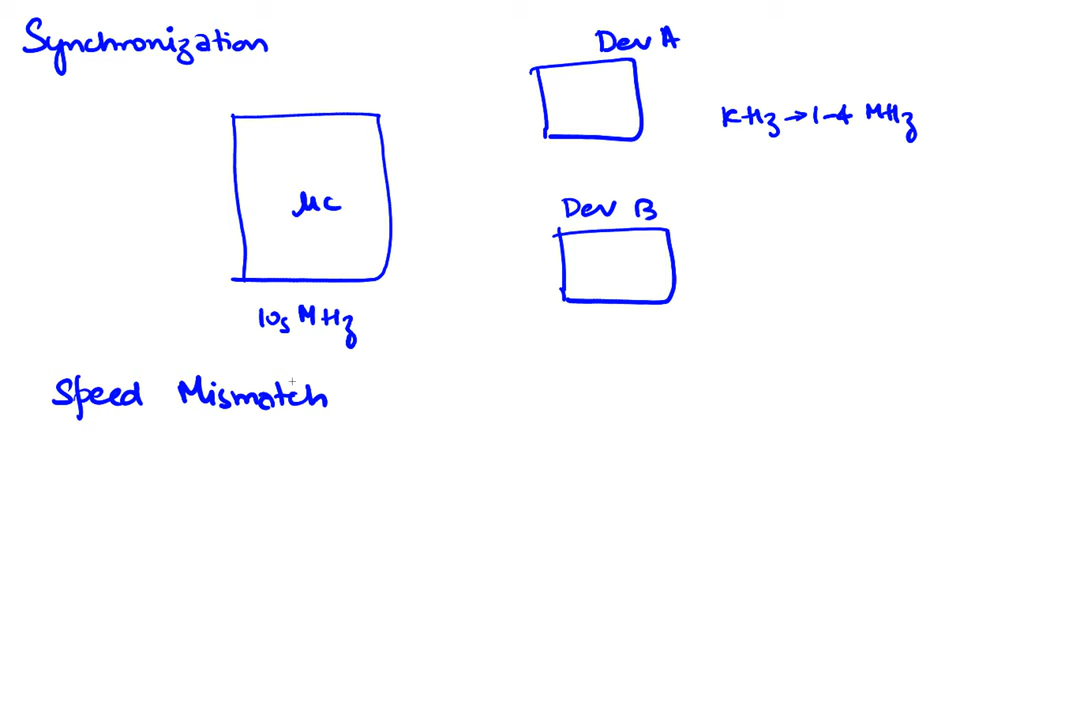 Synchronization
Dev A
KHz → 1-4 MHz
μc
Dev B
10s MHz
Speed Mismatch